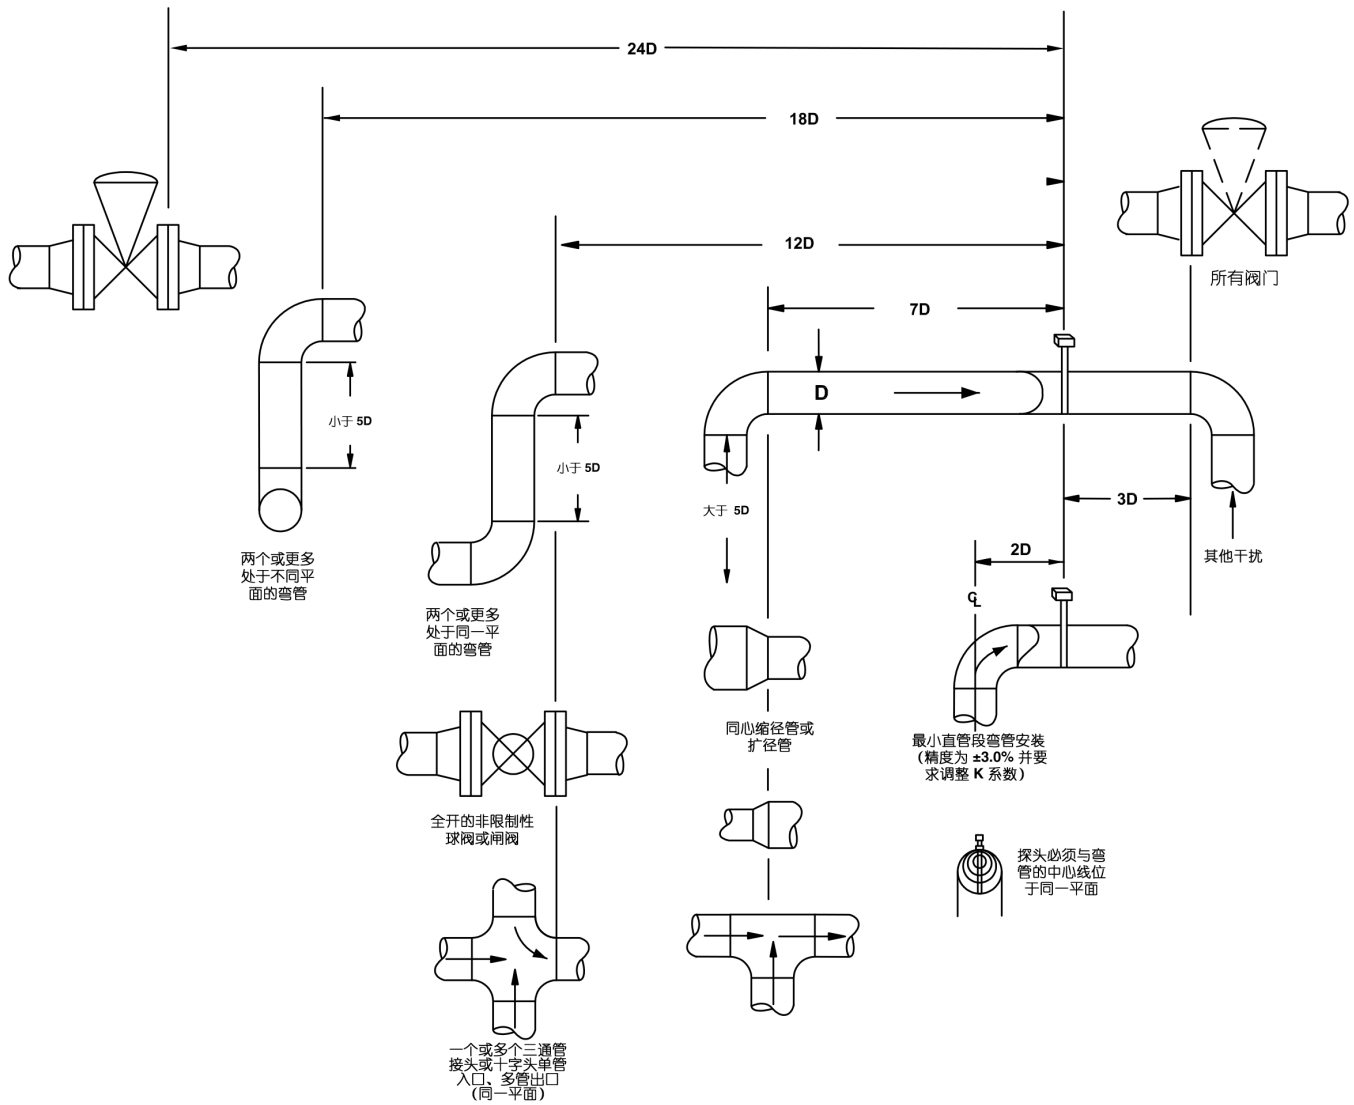 24D
18D
12D
所有阀门
7D
D
小于 5D
小于 5D
大于 5D
3D
其他干扰
2D
℄
两个或更多
处于不同平
面的弯管
两个或更多
处于同一平
面的弯管
同心缩径管或
扩径管
最小直管段弯管安装
(精度为 ±3.0% 并要
求调整 K 系数)
全开的非限制性
球阀或闸阀
探头必须与弯
管的中心线位
于同一平面
一个或多个三通管
接头或十字头单管
入口、多管出口
(同一平面)